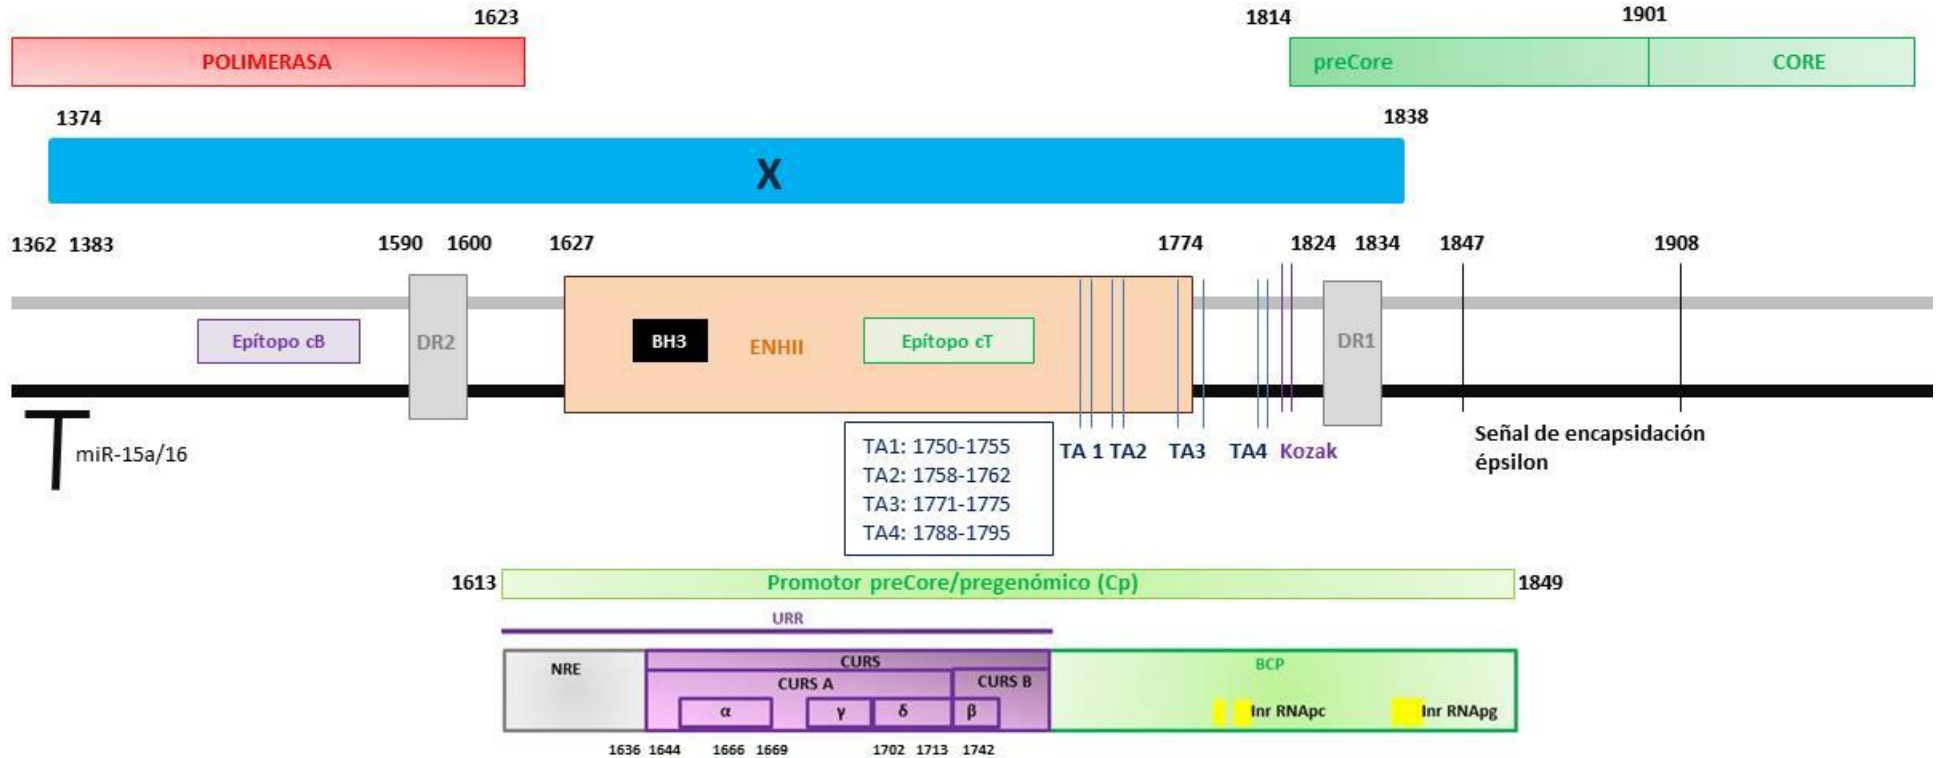 1623
1814
1901
POLIMERASA
preCore
CORE
1374
1838
X
1362 1383
1590 1600
1627
1774
1824 1834
1847
1908
Epítopo cB
DR2
BH3
ENHII
Epítopo cT
DR1
miR-15a/16
TA1: 1750-1755
TA2: 1758-1762
TA3: 1771-1775
TA4: 1788-1795
TA 1 TA2 TA3 TA4 Kozak
Señal de encapsidación
épsilon
1613
Promotor preCore/pregenómico (Cp)
1849
URR
NRE
CURS
CURS A
CURS B
BCP
α
γ
δ
β
Inr RNApc
Inr RNApg
1636 1644 1666 1669 1702 1713 1742